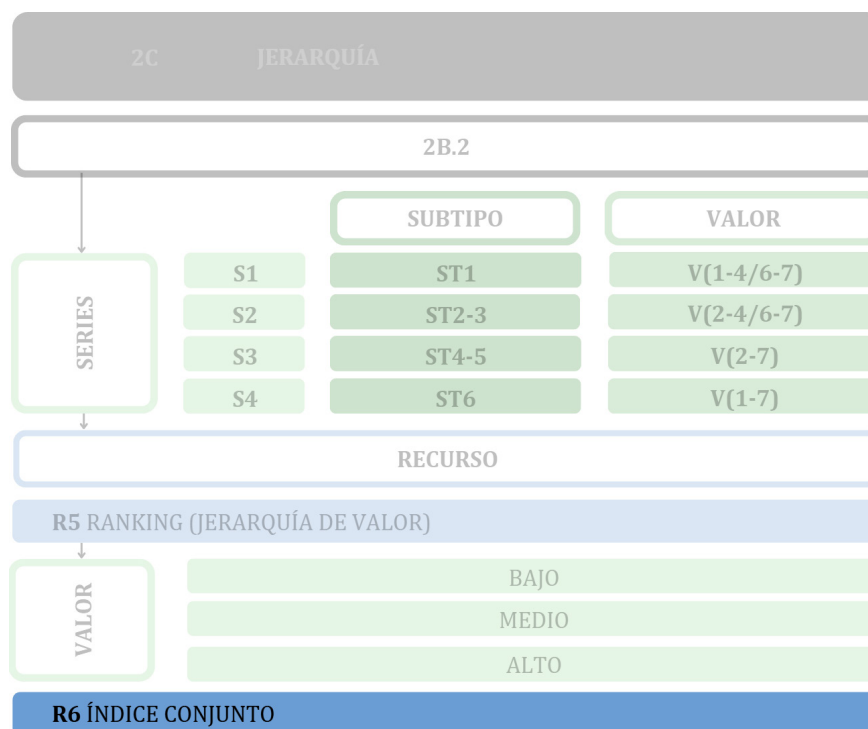 2C JERARQUÍA
2B.2
SUBTIPO VALOR
SERIES
S1 ST1 V(1-4/6-7)
S2 ST2-3 V(2-4/6-7)
S3 ST4-5 V(2-7)
S4 ST6 V(1-7)
RECURSO
R5 RANKING (JERARQUÍA DE VALOR)
VALOR
BAJO
MEDIO
ALTO
R6 ÍNDICE CONJUNTO